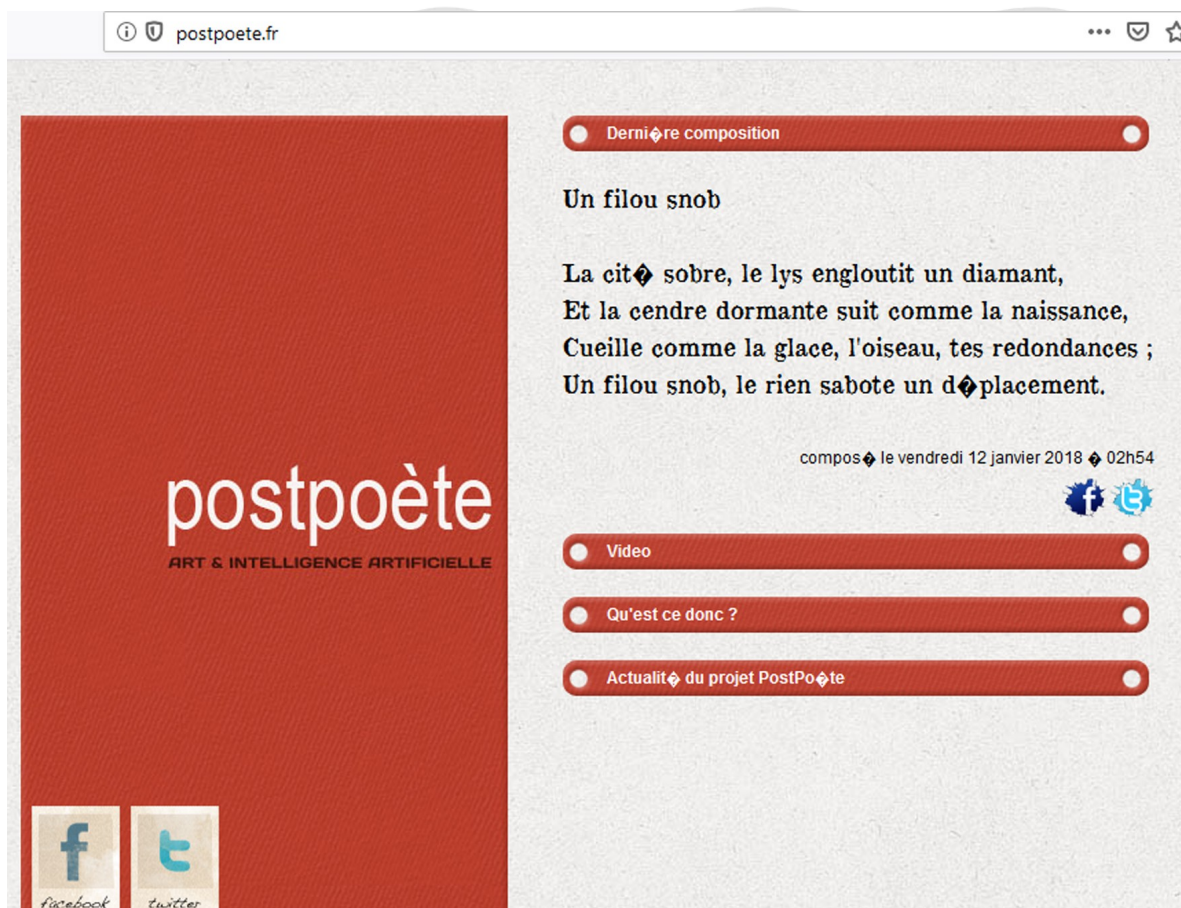 postpoete.fr
postpoète
ART & INTELLIGENCE ARTIFICIELLE
facebook
twitter
Derni�re composition
Un filou snob
La cit� sobre, le lys engloutit un diamant,
Et la cendre dormante suit comme la naissance,
Cueille comme la glace, l'oiseau, tes redondances ;
Un filou snob, le rien sabote un d�placement.
compos� le vendredi 12 janvier 2018 � 02h54
Video
Qu'est ce donc ?
Actualit� du projet PostPo�te